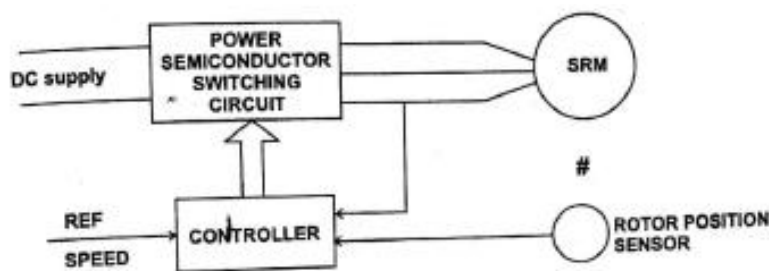 POWER
SEMICONDUCTOR
SWITCHING
CIRCUIT
DC supply
SRM
#
REF
SPEED
CONTROLLER
ROTOR POSITION
SENSOR